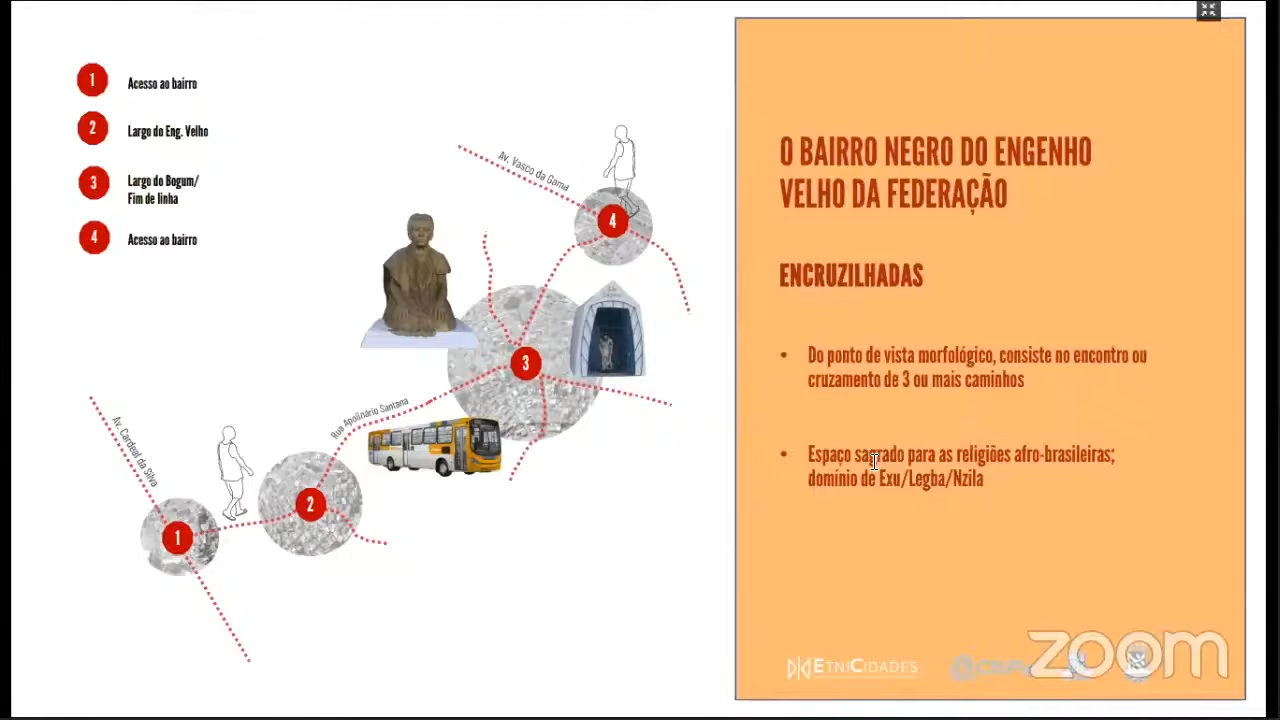 1
Acesso ao bairro
2
Largo do Eng. Velho
3
Largo do Bogum/
Fim de linha
4
Acesso ao bairro
Av. Vasco da Gama
4
3
Rua Apolinário Santana
Av. Cardeal da Silva
2
1
O BAIRRO NEGRO DO ENGENHO
VELHO DA FEDERAÇÃO
ENCRUZILHADAS
• Do ponto de vista morfológico, consiste no encontro ou
cruzamento de 3 ou mais caminhos
• Espaço sagrado para as religiões afro-brasileiras;
domínio de Exu/Legba/Nzila
ETNICIDADES
zoom